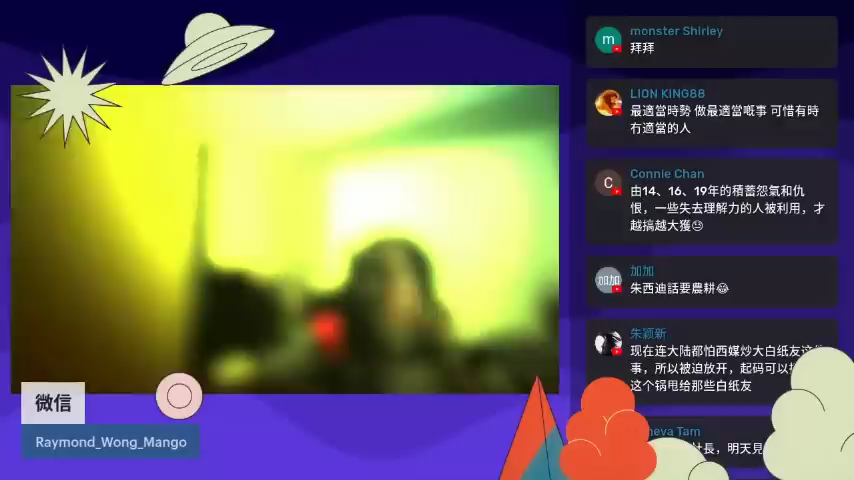 m
monster Shirley
拜拜
LION KING88
最適當時勢 做最適當嘅事 可惜有時
冇適當的人
C
Connie Chan
由14、16、19年的積蓄怨氣和仇
恨，一些失去理解力的人被利用，才
越搞越大獲😓
加加
加加
朱西迪話要農耕😂
朱颖新
现在连大陆都怕西媒炒大白纸友这
事，所以被迫放开，起码可以
这个锅甩给那些白纸友
Tam
社長，明天見
微信
Raymond_Wong_Mango